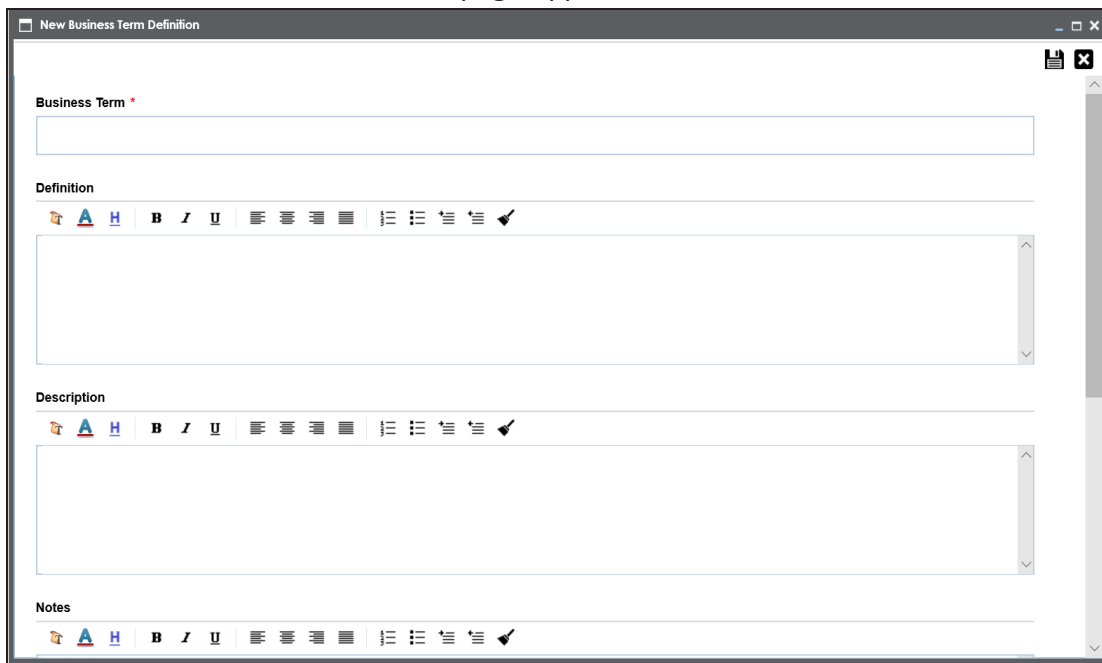 New Business Term Definition
Business Term *
Definition
A H B I U
Description
A H B I U
Notes
A H B I U